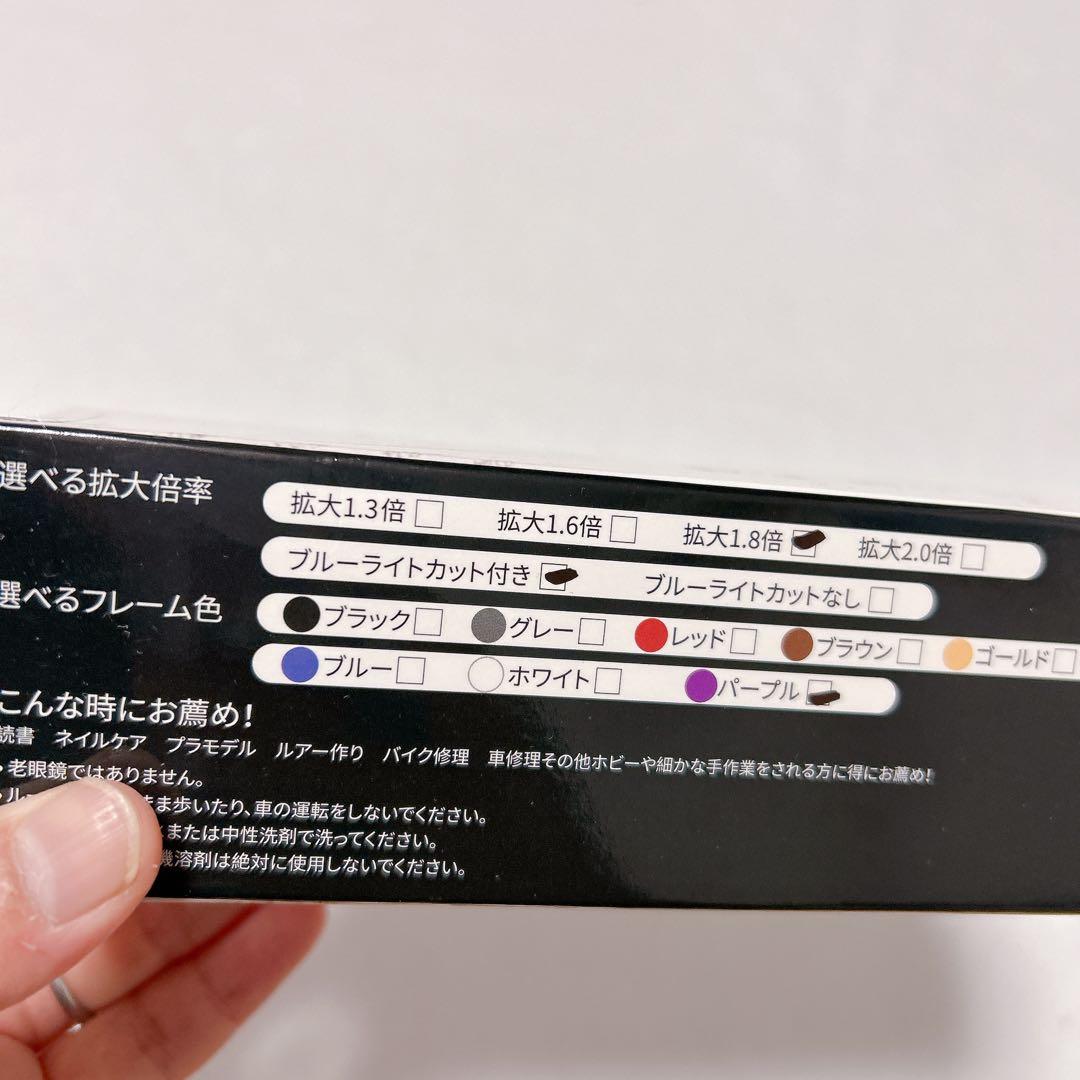 選べる拡大倍率
拡大1.3倍 拡大1.6倍 拡大1.8倍 拡大2.0倍
ブルーライトカット付き ブルーライトカットなし
選べるフレーム色
ブラック グレー レッド ブラウン ゴールド
ブルー ホワイト パープル
こんな時にお薦め!
読書 ネイルケア プラモデル ルアー作り バイク修理 車修理その他ホビーや細かな手作業をされる方に得にお薦め!
・老眼鏡ではありません。
・ル まま歩いたり、車の運転をしないでください。
または中性洗剤で洗ってください。
機溶剤は絶対に使用しないでください。